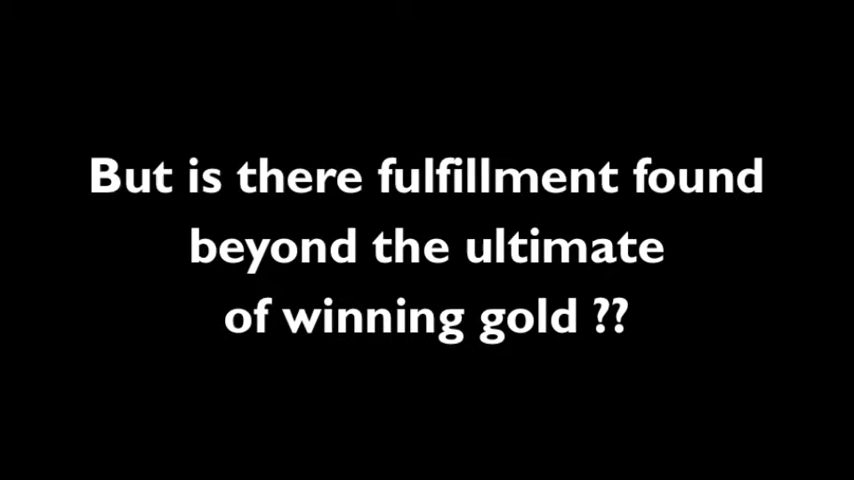 But is there fulfillment found
beyond the ultimate
of winning gold ??